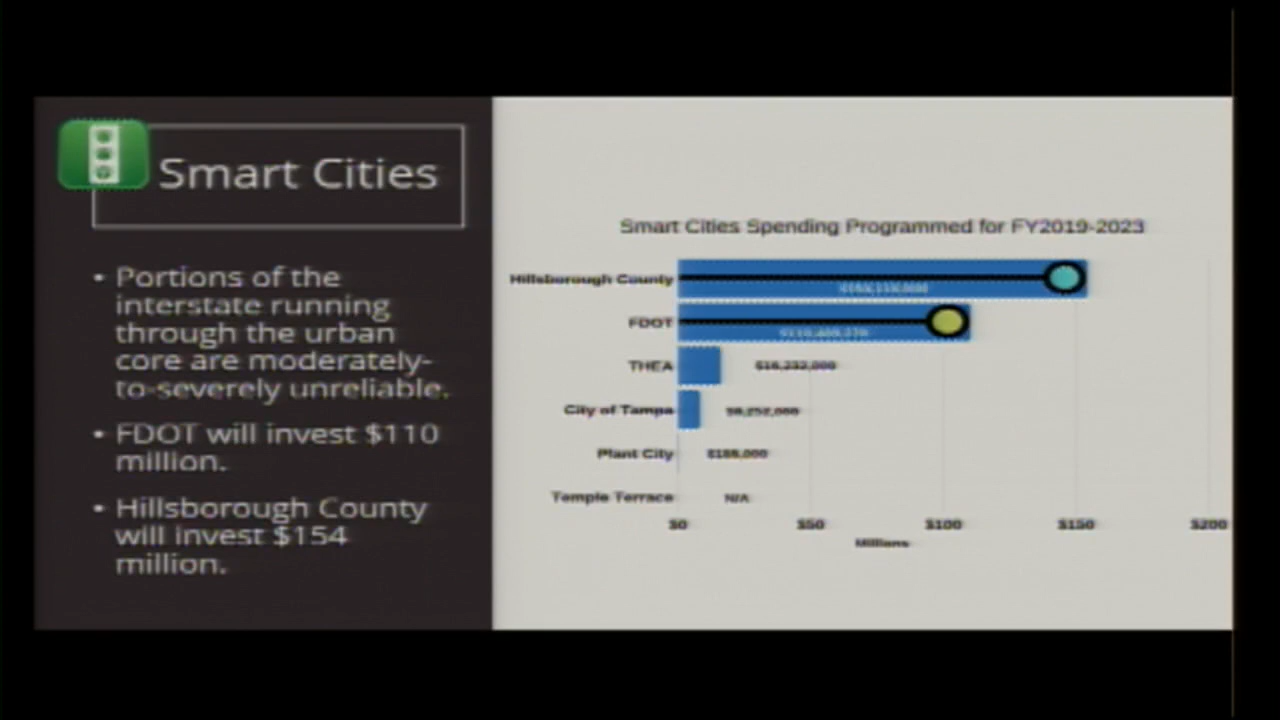 Smart Cities
• Portions of the
interstate running
through the urban
core are moderately-
to-severely unreliable.
• FDOT will invest $110
million.
• Hillsborough County
will invest $154
million.
Smart Cities Spending Programmed for FY2019-2023
Hillsborough County
FDOT
THEA $16,232,000
City of Tampa
Plant City
Temple Terrace N/A
$0 $50 $100 $150 $200
Millions